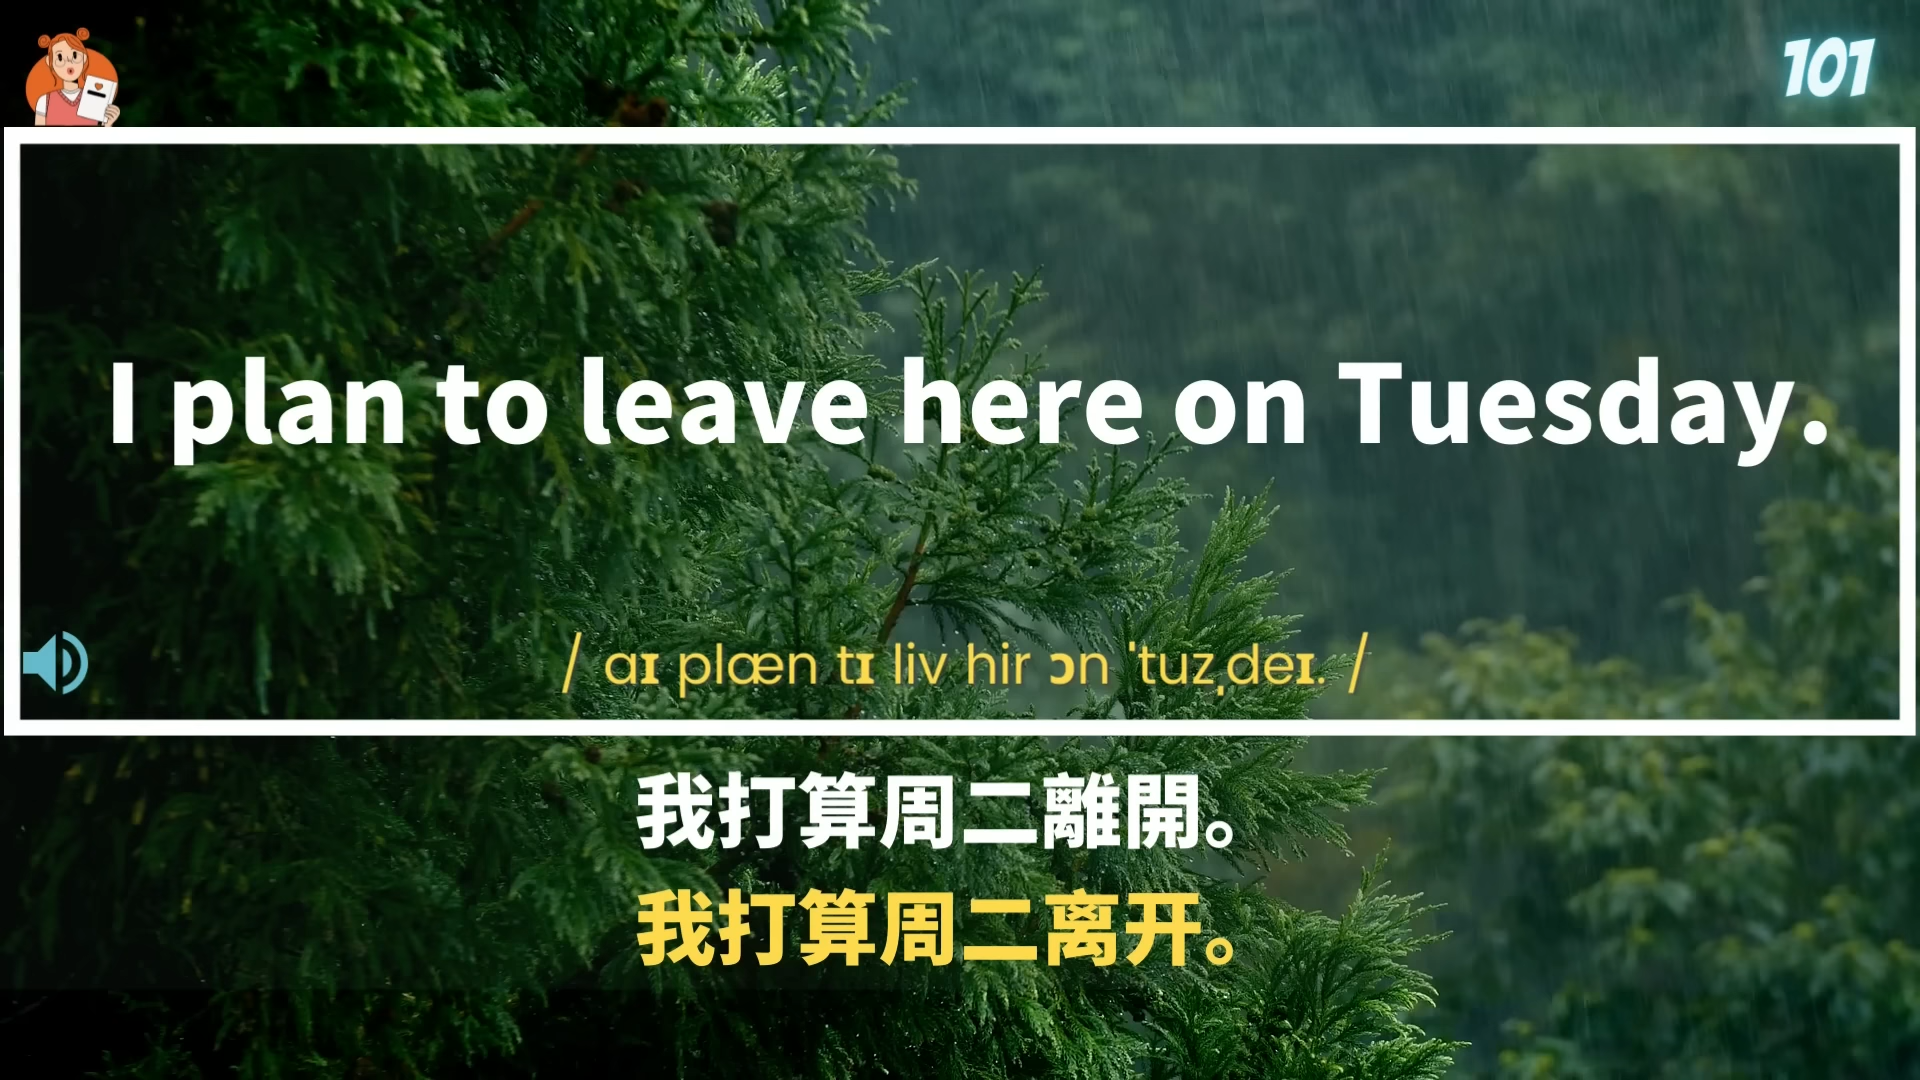 101
I plan to leave here on Tuesday.
/ aɪ plæn tɪ liv hir ɔn ˈtuzˌdeɪ. /
我打算周二離開。
我打算周二离开。